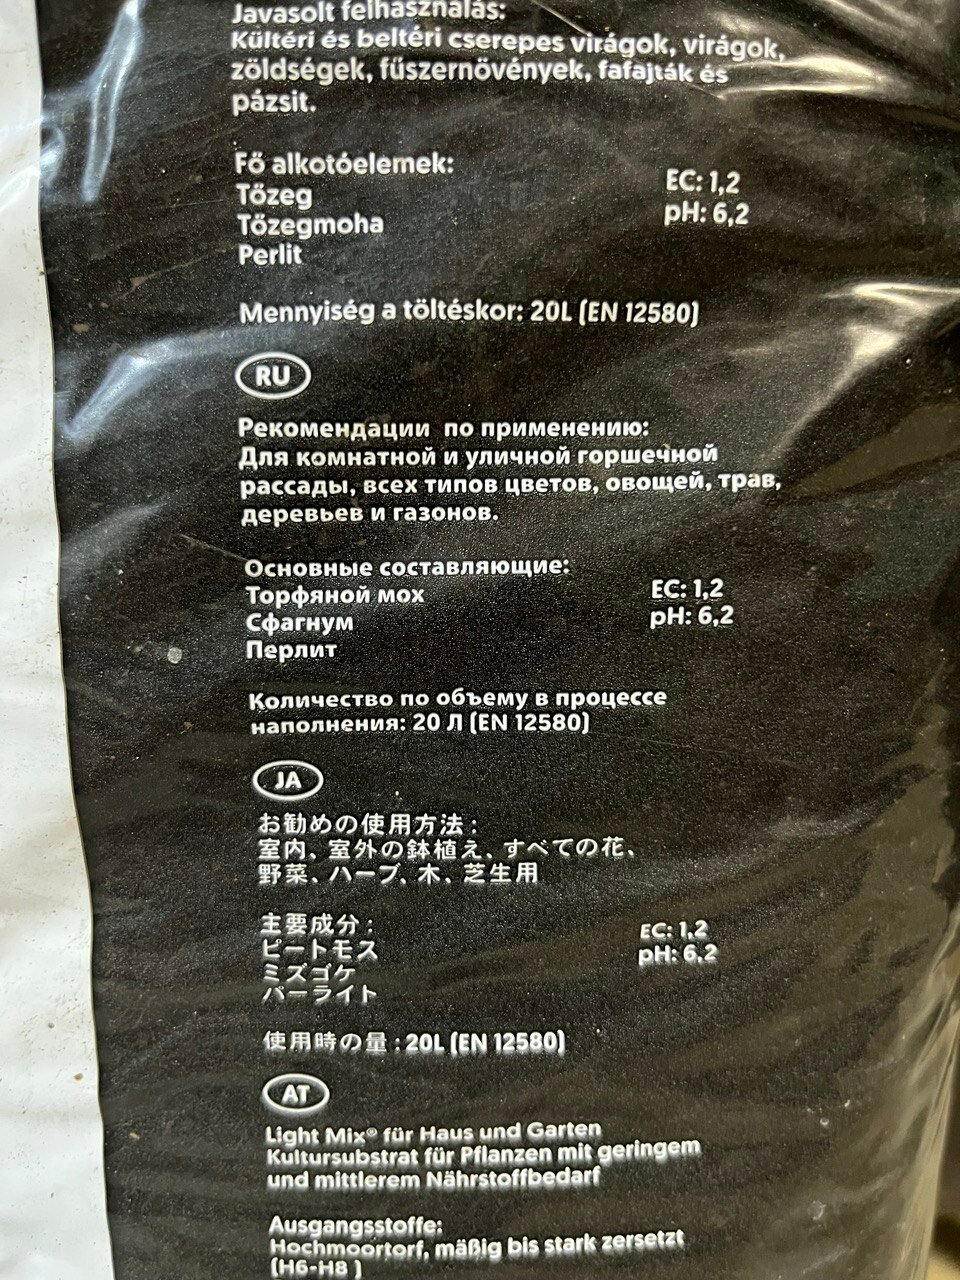 Javasolt felhasználás:
Kültéri és beltéri cserepes virágok, virágok,
zöldségek, fűszernövények, fafajták és
pázsit.
Fő alkotóelemek:
Tőzeg
Tőzegmoha
Perlit
EC: 1,2
pH: 6,2
Mennyiség a töltéskor: 20L (EN 12580)
RU
Рекомендации по применению:
Для комнатной и уличной горшечной
рассады, всех типов цветов, овощей, трав,
деревьев и газонов.
Основные составляющие:
Торфяной мох
Сфагнум
Перлит
EC: 1,2
pH: 6,2
Количество по объему в процессе
наполнения: 20 Л (EN 12580)
JA
お勧めの使用方法:
室内、室外の鉢植え、すべての花、
野菜、ハーブ、木、芝生用
主要成分:
ピートモス
ミズゴケ
パーライト
EC: 1,2
pH: 6,2
使用時の量:20L (EN 12580)
AT
Light Mix® für Haus und Garten
Kultursubstrat für Pflanzen mit geringem
und mittlerem Nährstoffbedarf
Ausgangsstoffe:
Hochmoortorf, mäßig bis stark zersetzt
(H6-H8 )